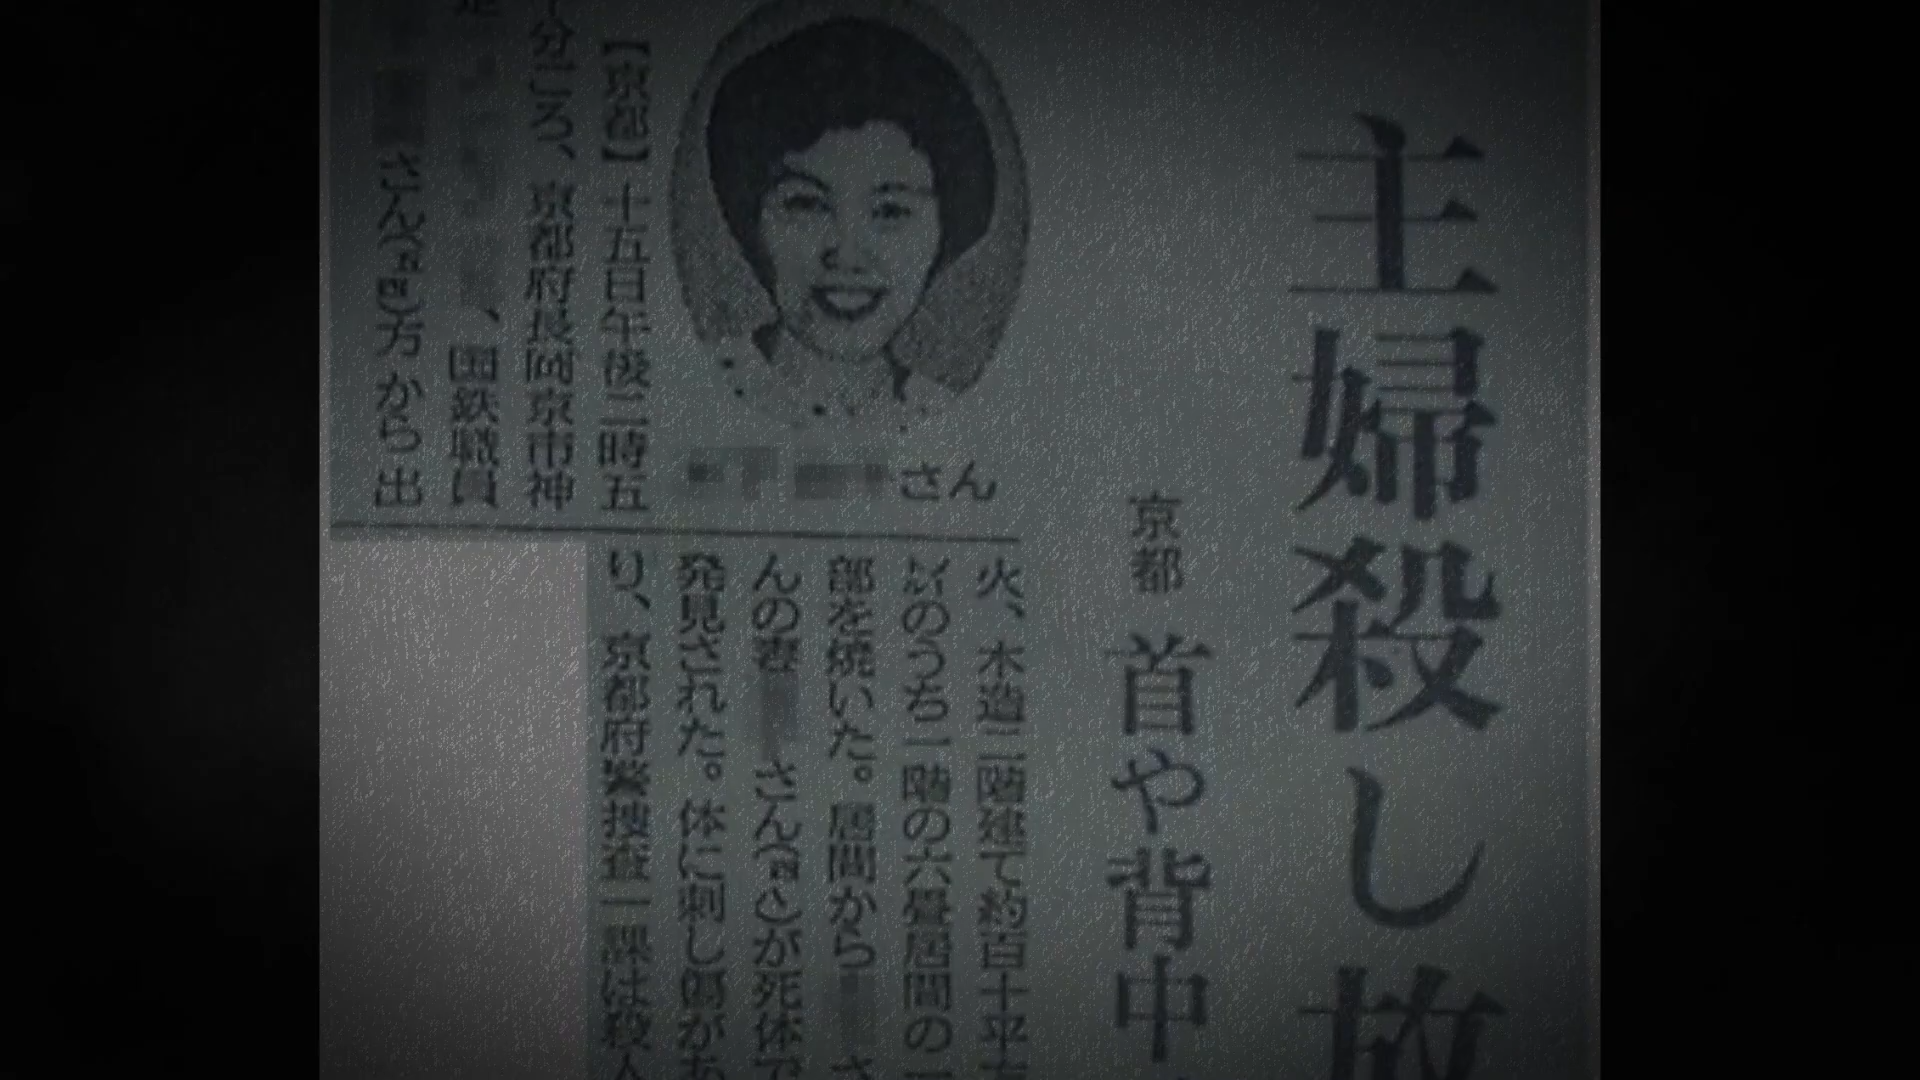 主婦殺し放
京都 首や背中
さん
【京都】十五日午後二時五
十分ごろ、京都府長岡京市神
、国鉄職員
さん 方から出
火、木造二階建て約百十平方
㍍のうち一階の六畳居間の一
部を焼いた。居間から さ
んの妻 さん が死体で
発見された。体に刺し傷があ
り、京都府警捜査一課は殺人